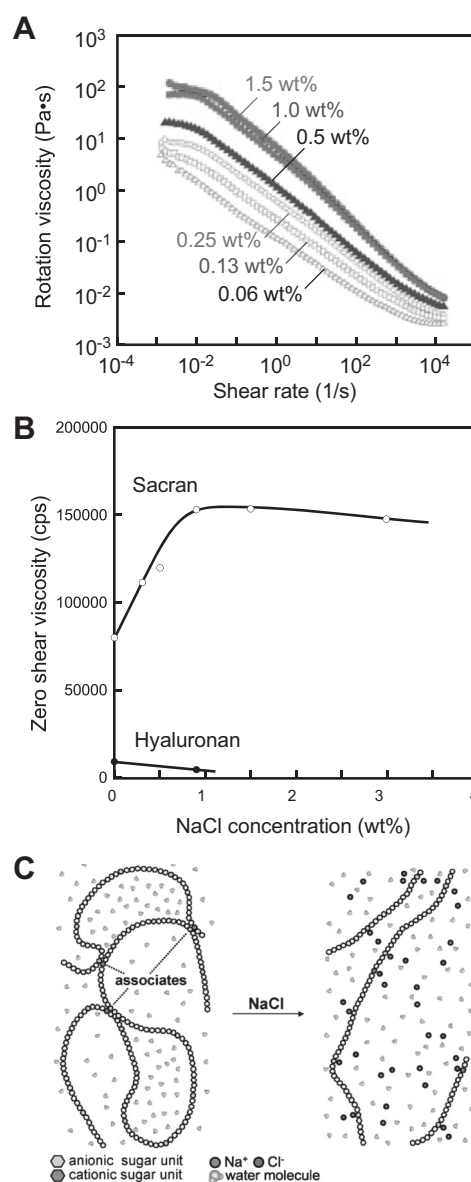 A
10³
10²
10¹
10⁰
10⁻¹
10⁻²
10⁻³
Rotation viscosity (Pa•s)
1.5 wt%
1.0 wt%
0.5 wt%
0.25 wt%
0.13 wt%
0.06 wt%
10⁻⁴ 10⁻² 10⁰ 10² 10⁴
Shear rate (1/s)
B
200000
150000
100000
50000
0
Zero shear viscosity (cps)
Sacran
Hyaluronan
0 1 2 3 4
NaCl concentration (wt%)
C
associates
NaCl
anionic sugar unit
cationic sugar unit
Na⁺ Cl⁻
water molecule